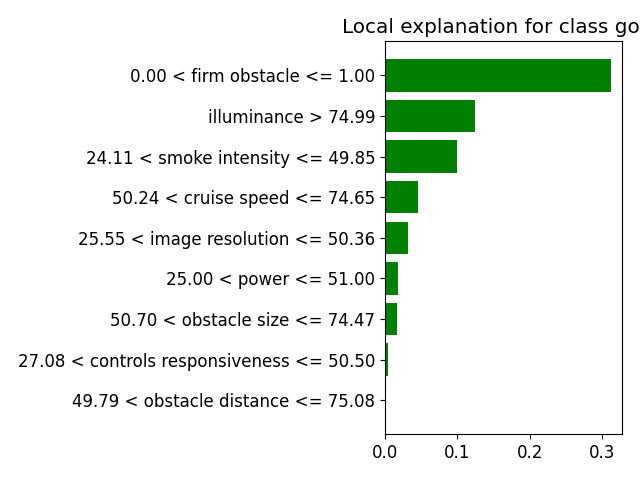 Local explanation for class go
0.00 < firm obstacle <= 1.00
illuminance > 74.99
24.11 < smoke intensity <= 49.85
50.24 < cruise speed <= 74.65
25.55 < image resolution <= 50.36
25.00 < power <= 51.00
50.70 < obstacle size <= 74.47
27.08 < controls responsiveness <= 50.50
49.79 < obstacle distance <= 75.08
0.0 0.1 0.2 0.3